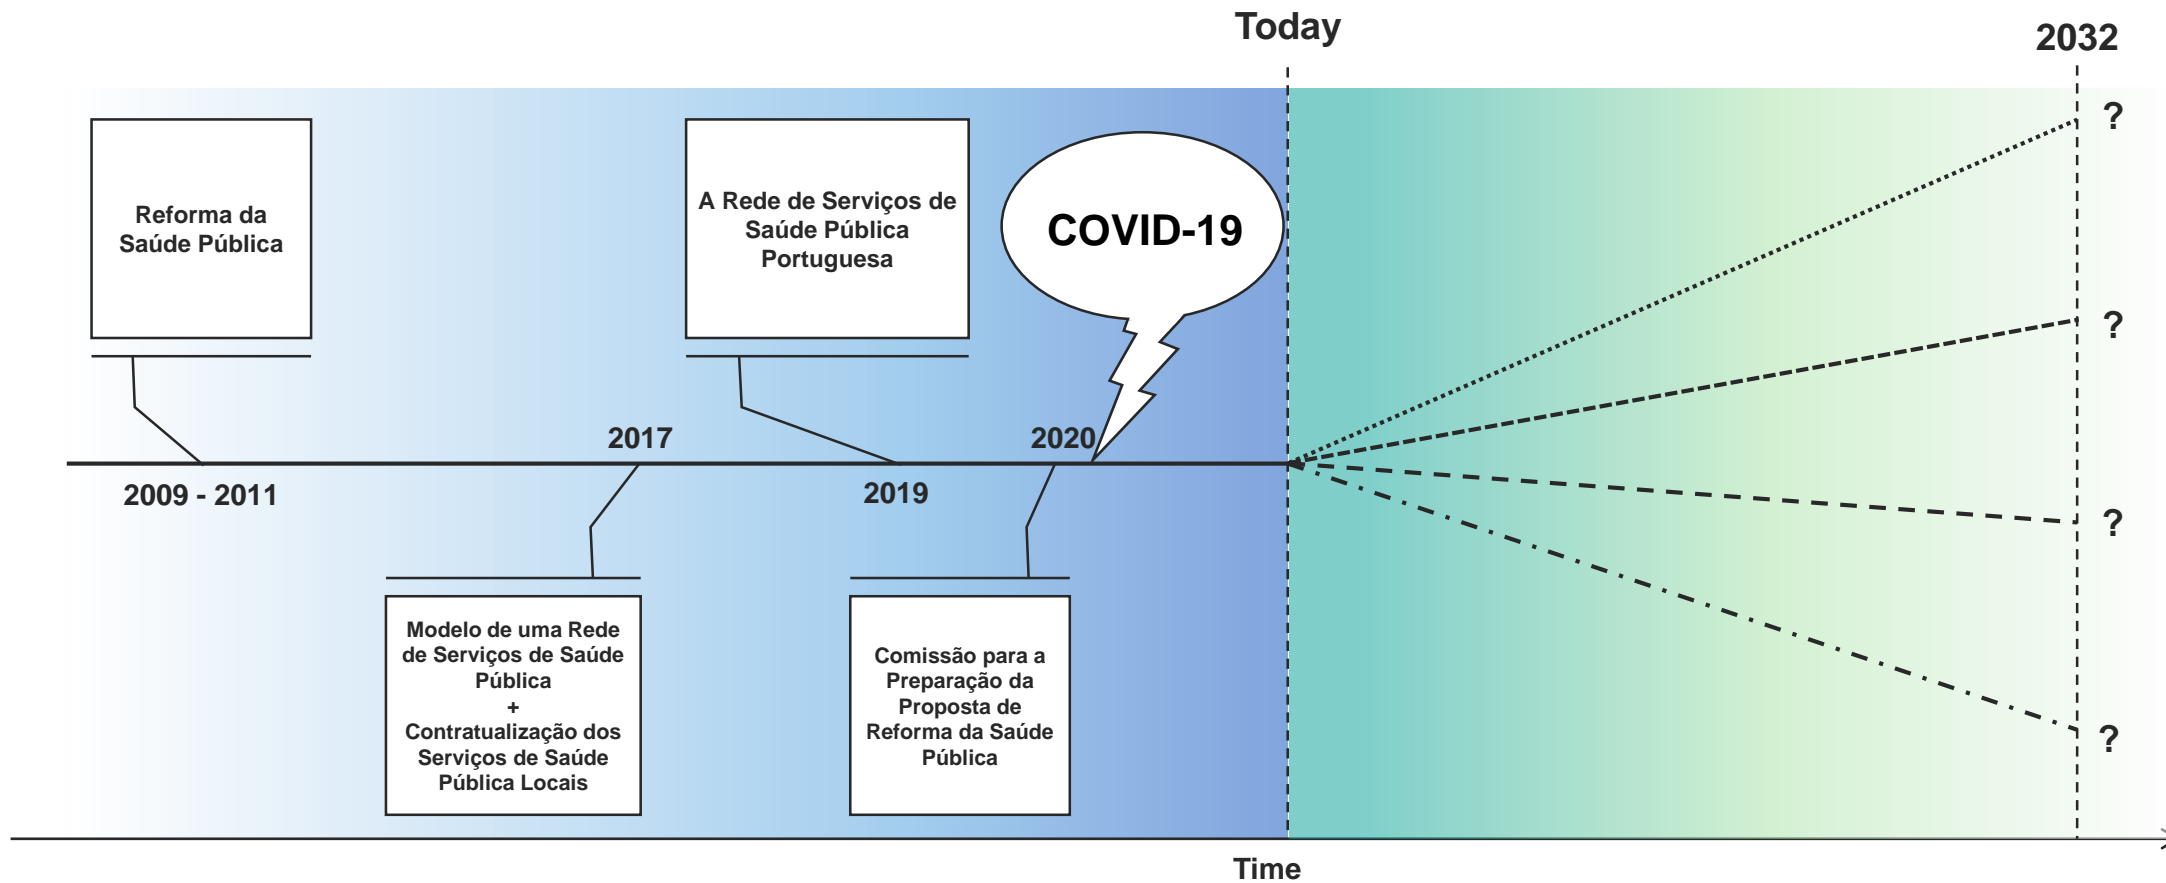 Today
2032
Reforma da
Saúde Pública
A Rede de Serviços de
Saúde Pública
Portuguesa
COVID-19
?
?
?
?
2017
2020
2009 - 2011
2019
Modelo de uma Rede
de Serviços de Saúde
Pública
+
Contratualização dos
Serviços de Saúde
Pública Locais
Comissão para a
Preparação da
Proposta de
Reforma da Saúde
Pública
Time